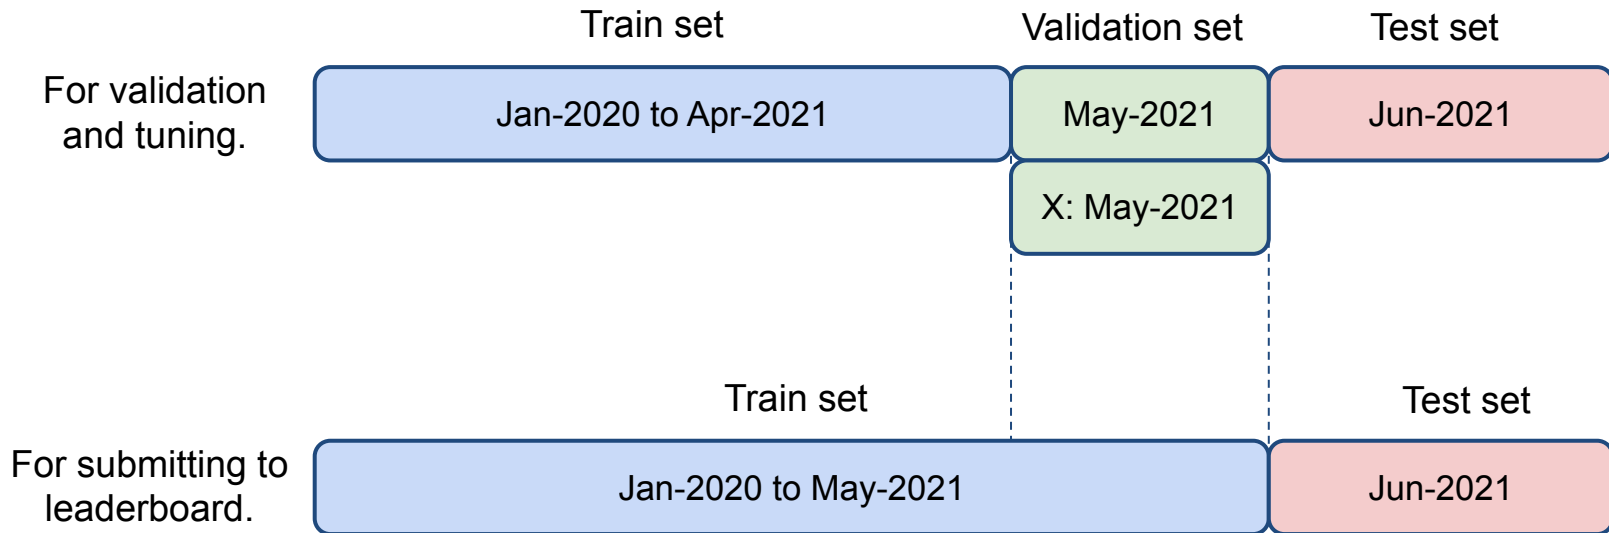 Train set
Validation set
Test set
For validation
and tuning.
Jan-2020 to Apr-2021
May-2021
Jun-2021
X: May-2021
Train set
Test set
For submitting to
leaderboard.
Jan-2020 to May-2021
Jun-2021